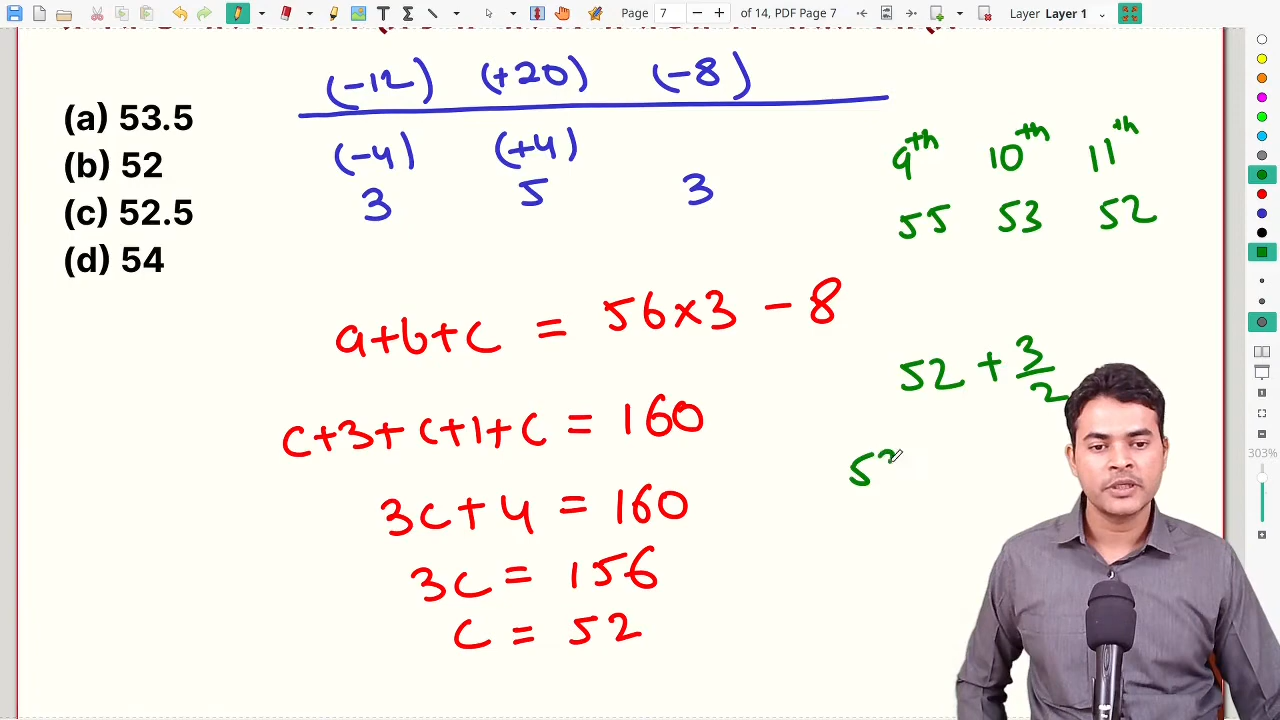 Page 7 of 14, PDF Page 7 Layer Layer 1
(-12) (+20) (-8)
(a) 53.5
(b) 52
(c) 52.5
(d) 54
(-4) (+4)
3 5 3
9th 10th 11th
55 53 52
a+b+c = 56×3 - 8
52 + 3/2
c+3+c+1+c = 160
3c+4 = 160
3c = 156
c = 52
303%